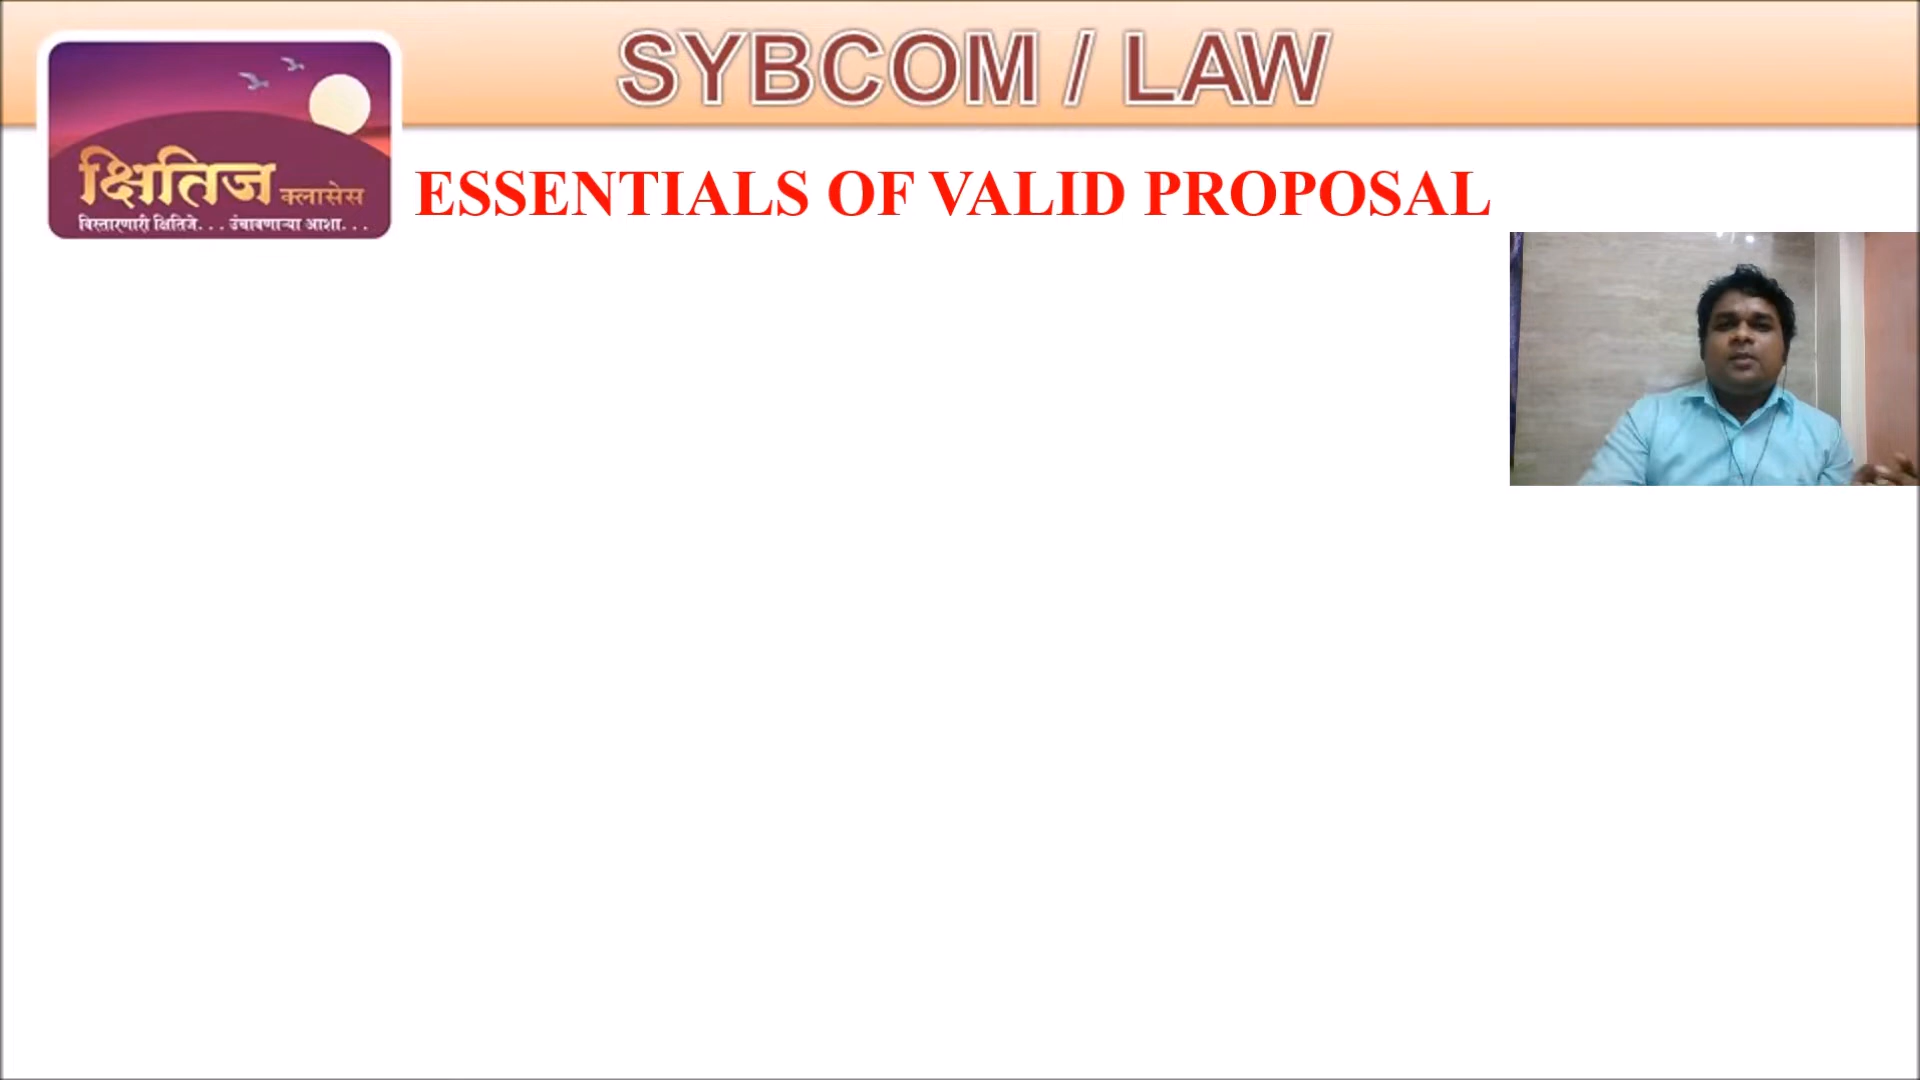 SYBCOM / LAW
क्षितिज क्लासेस
विस्तारणारी क्षितिजे... उंचावणाऱ्या आशा...
ESSENTIALS OF VALID PROPOSAL